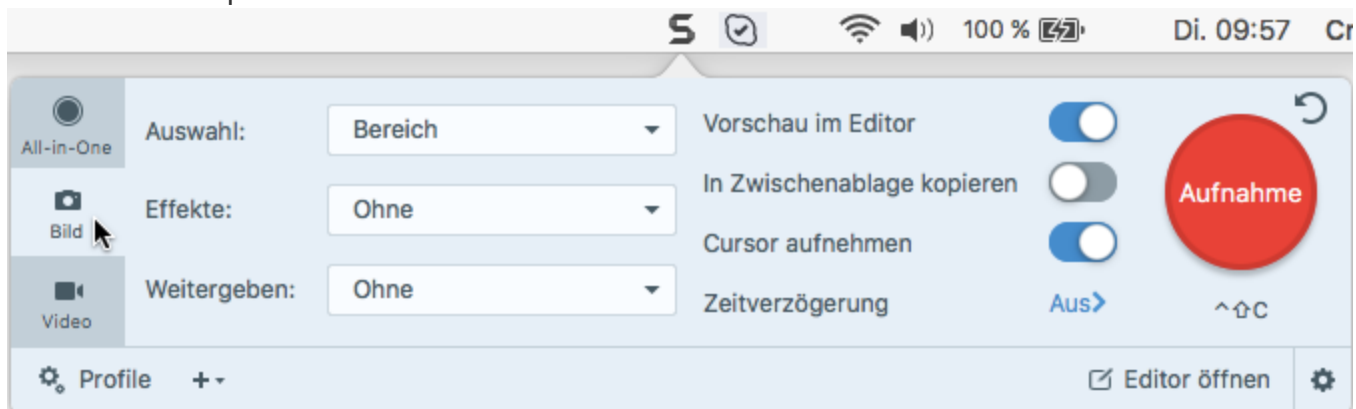 S 100 % Di. 09:57 Cr
All-in-One
Bild
Video
Auswahl: Bereich
Effekte: Ohne
Weitergeben: Ohne
Vorschau im Editor
In Zwischenablage kopieren
Cursor aufnehmen
Zeitverzögerung Aus>
Aufnahme
^⇧C
Profile +
Editor öffnen